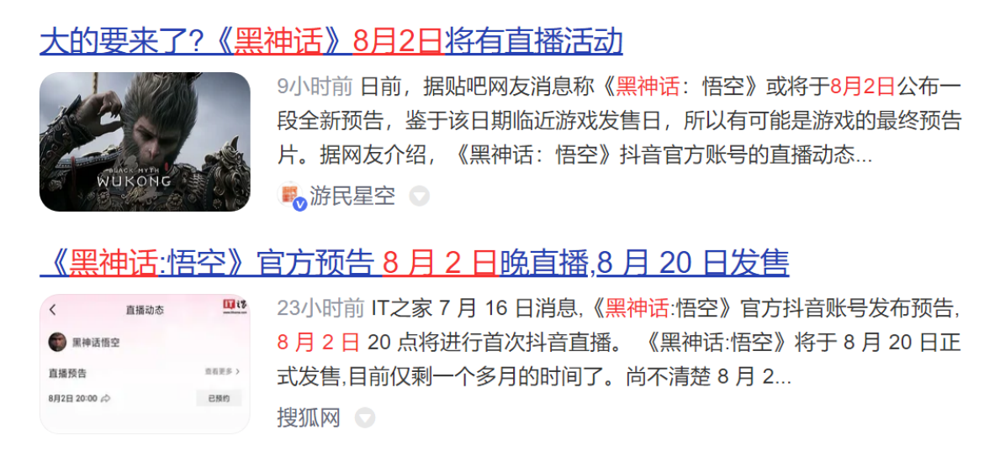 大的要来了?《黑神话》8月2日将有直播活动
9小时前 日前，据贴吧网友消息称《黑神话：悟空》或将于8月2日公布一
段全新预告，鉴于该日期临近游戏发售日，所以有可能是游戏的最终预告
片。据网友介绍，《黑神话：悟空》抖音官方账号的直播动态...
BLACK MYTH
WUKONG
游民星空
《黑神话:悟空》官方预告 8 月 2 日晚直播,8 月 20 日发售
23小时前 IT之家 7 月 16 日消息,《黑神话:悟空》官方抖音账号发布预告,
8 月 2 日 20 点将进行首次抖音直播。 《黑神话:悟空》将于 8 月 20 日正
式发售,目前仅剩一个多月的时间了。尚不清楚 8 月 2...
搜狐网
直播动态
IT之家
黑神话悟空
直播预告 查看更多
8月2日 20:00 已预约